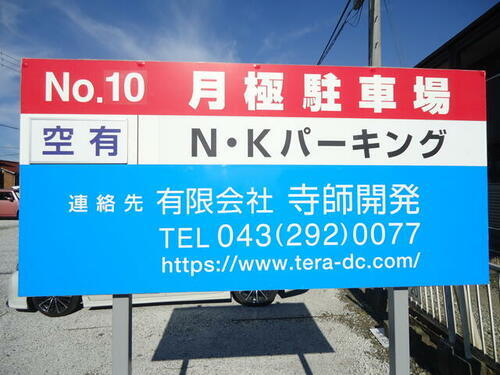 No.10 月極駐車場
空有 N・Kパーキング
連絡先 有限会社 寺師開発
TEL 043(292)0077
https://www.tera-dc.com/